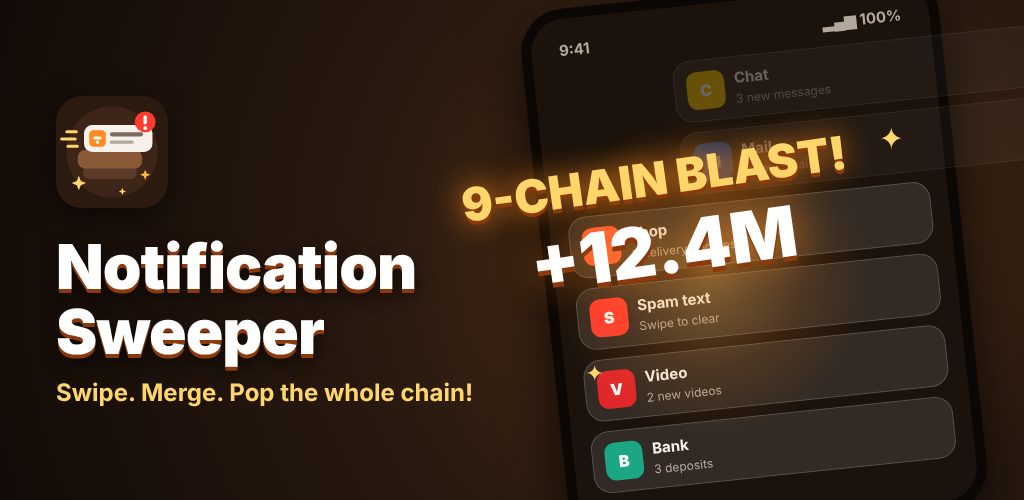 Notification
Sweeper
Swipe. Merge. Pop the whole chain!
9:41
100%
C
Chat
3 new messages
Mail
9-CHAIN BLAST!
+12.4M
S
Spam text
Swipe to clear
V
Video
2 new videos
B
Bank
3 deposits